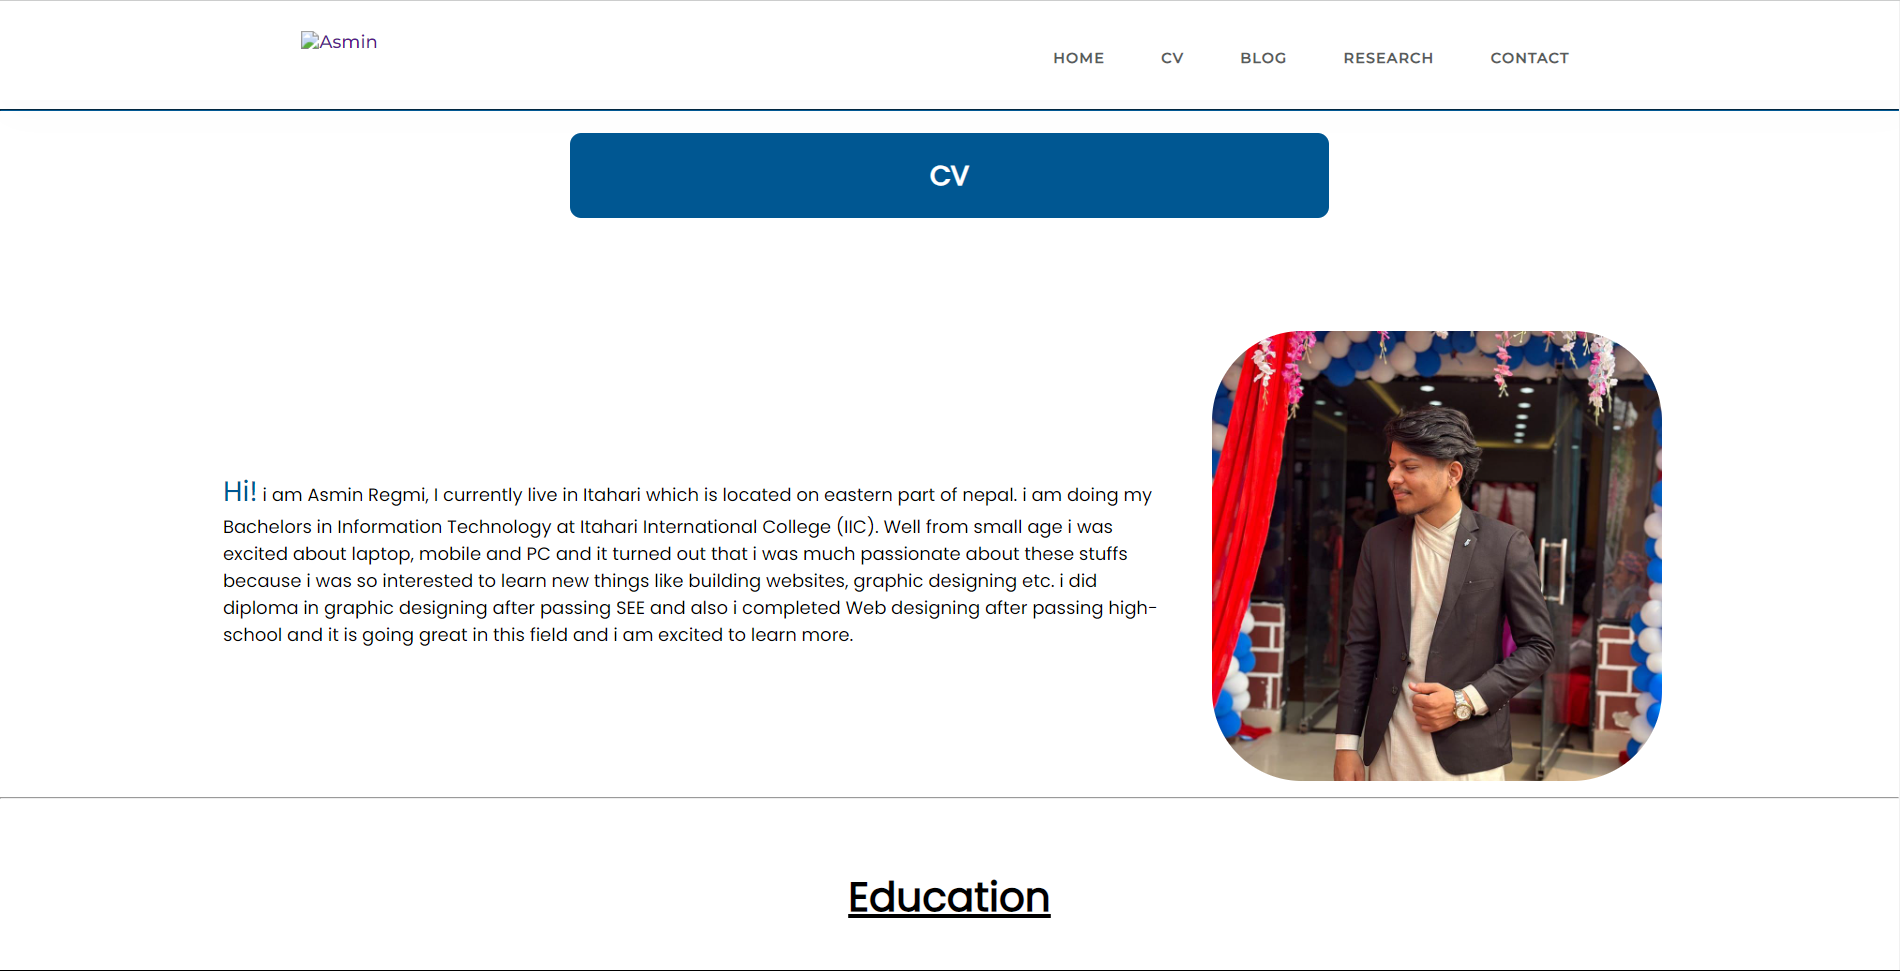 Asmin
HOME CV BLOG RESEARCH CONTACT
CV
Hi! i am Asmin Regmi, I currently live in Itahari which is located on eastern part of nepal. i am doing my
Bachelors in Information Technology at Itahari International College (IIC). Well from small age i was
excited about laptop, mobile and PC and it turned out that i was much passionate about these stuffs
because i was so interested to learn new things like building websites, graphic designing etc. i did
diploma in graphic designing after passing SEE and also i completed Web designing after passing high-
school and it is going great in this field and i am excited to learn more.
Education